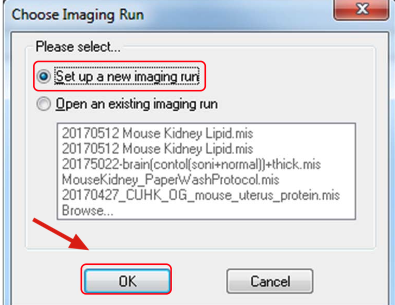 Choose Imaging Run
Please select...
Set up a new imaging run
Open an existing imaging run
20170512 Mouse Kidney Lipid.mis
20170512 Mouse Kidney Lipid.mis
20175022-brain(contol(soni+normal))+thick.mis
MouseKidney_PaperWashProtocol.mis
20170427_CUHK_OG_mouse_uterus_protein.mis
Browse...
OK
Cancel